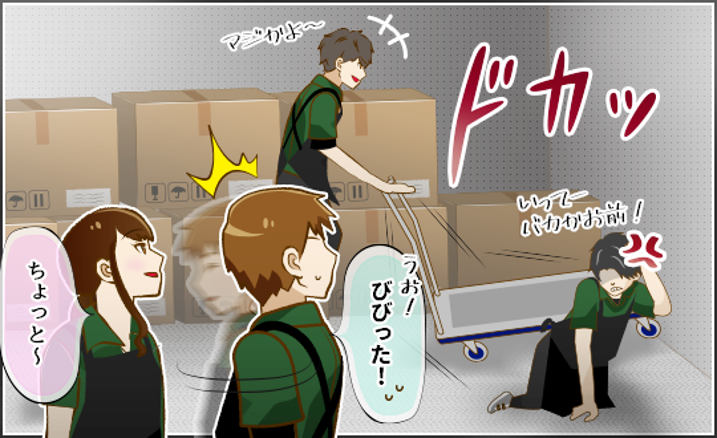 ドカッ
マジかよ～
いってー
バカかお前！
うお！
びびった！
ちょっと～